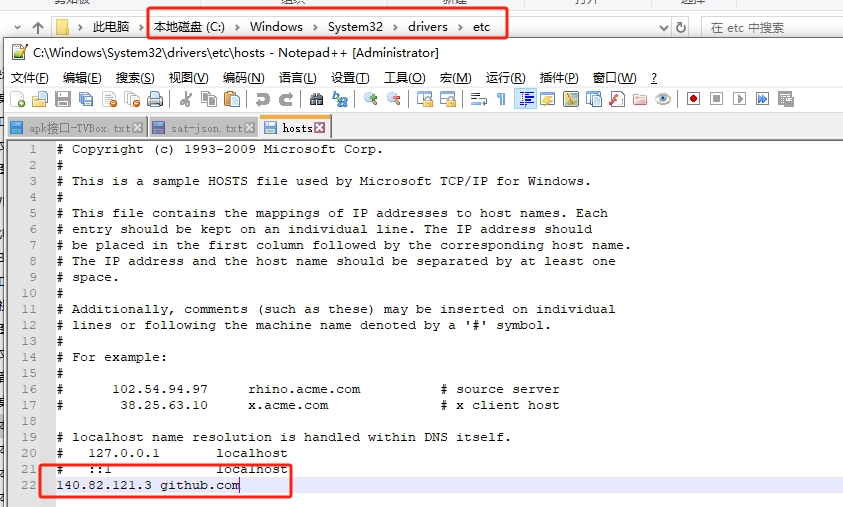 此电脑 本地磁盘 (C:) Windows System32 drivers etc 在 etc 中搜索
C:\Windows\System32\drivers\etc\hosts - Notepad++ [Administrator]
文件(F) 编辑(E) 搜索(S) 视图(V) 编码(N) 语言(L) 设置(T) 工具(O) 宏(M) 运行(R) 插件(P) 窗口(W) ?
apk接口-TVBox.txt sat-json.txt hosts
1 # Copyright (c) 1993-2009 Microsoft Corp.
2 #
3 # This is a sample HOSTS file used by Microsoft TCP/IP for Windows.
4 #
5 # This file contains the mappings of IP addresses to host names. Each
6 # entry should be kept on an individual line. The IP address should
7 # be placed in the first column followed by the corresponding host name.
8 # The IP address and the host name should be separated by at least one
9 # space.
10 #
11 # Additionally, comments (such as these) may be inserted on individual
12 # lines or following the machine name denoted by a '#' symbol.
13 #
14 # For example:
15 #
16 # 102.54.94.97 rhino.acme.com # source server
17 # 38.25.63.10 x.acme.com # x client host
18
19 # localhost name resolution is handled within DNS itself.
20 # 127.0.0.1 localhost
21 # ::1 localhost
22 140.82.121.3 github.com